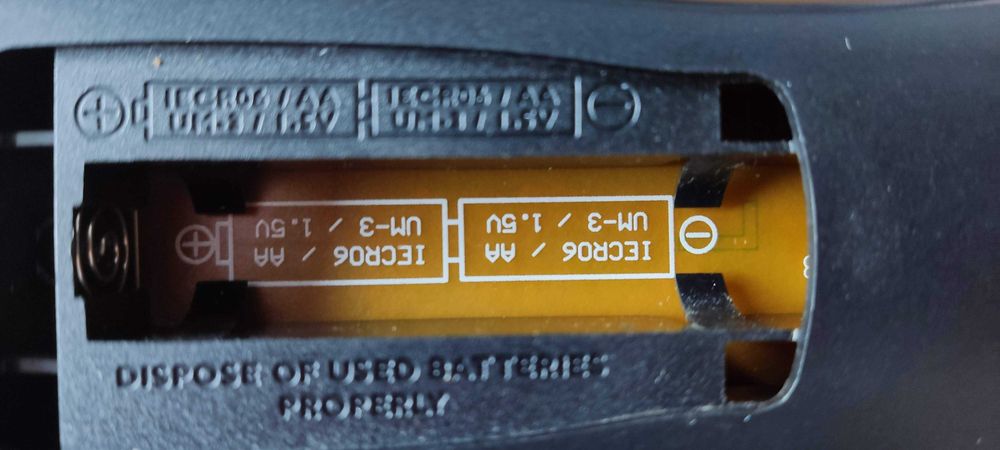 IECR06 / AA IECR06 / AA
UM-3 / 1.5V UM-3 / 1.5V
IECR06 / AA IECR06 / AA
UM-3 / 1.5V UM-3 / 1.5V
DISPOSE OF USED BATTERIES
PROPERLY